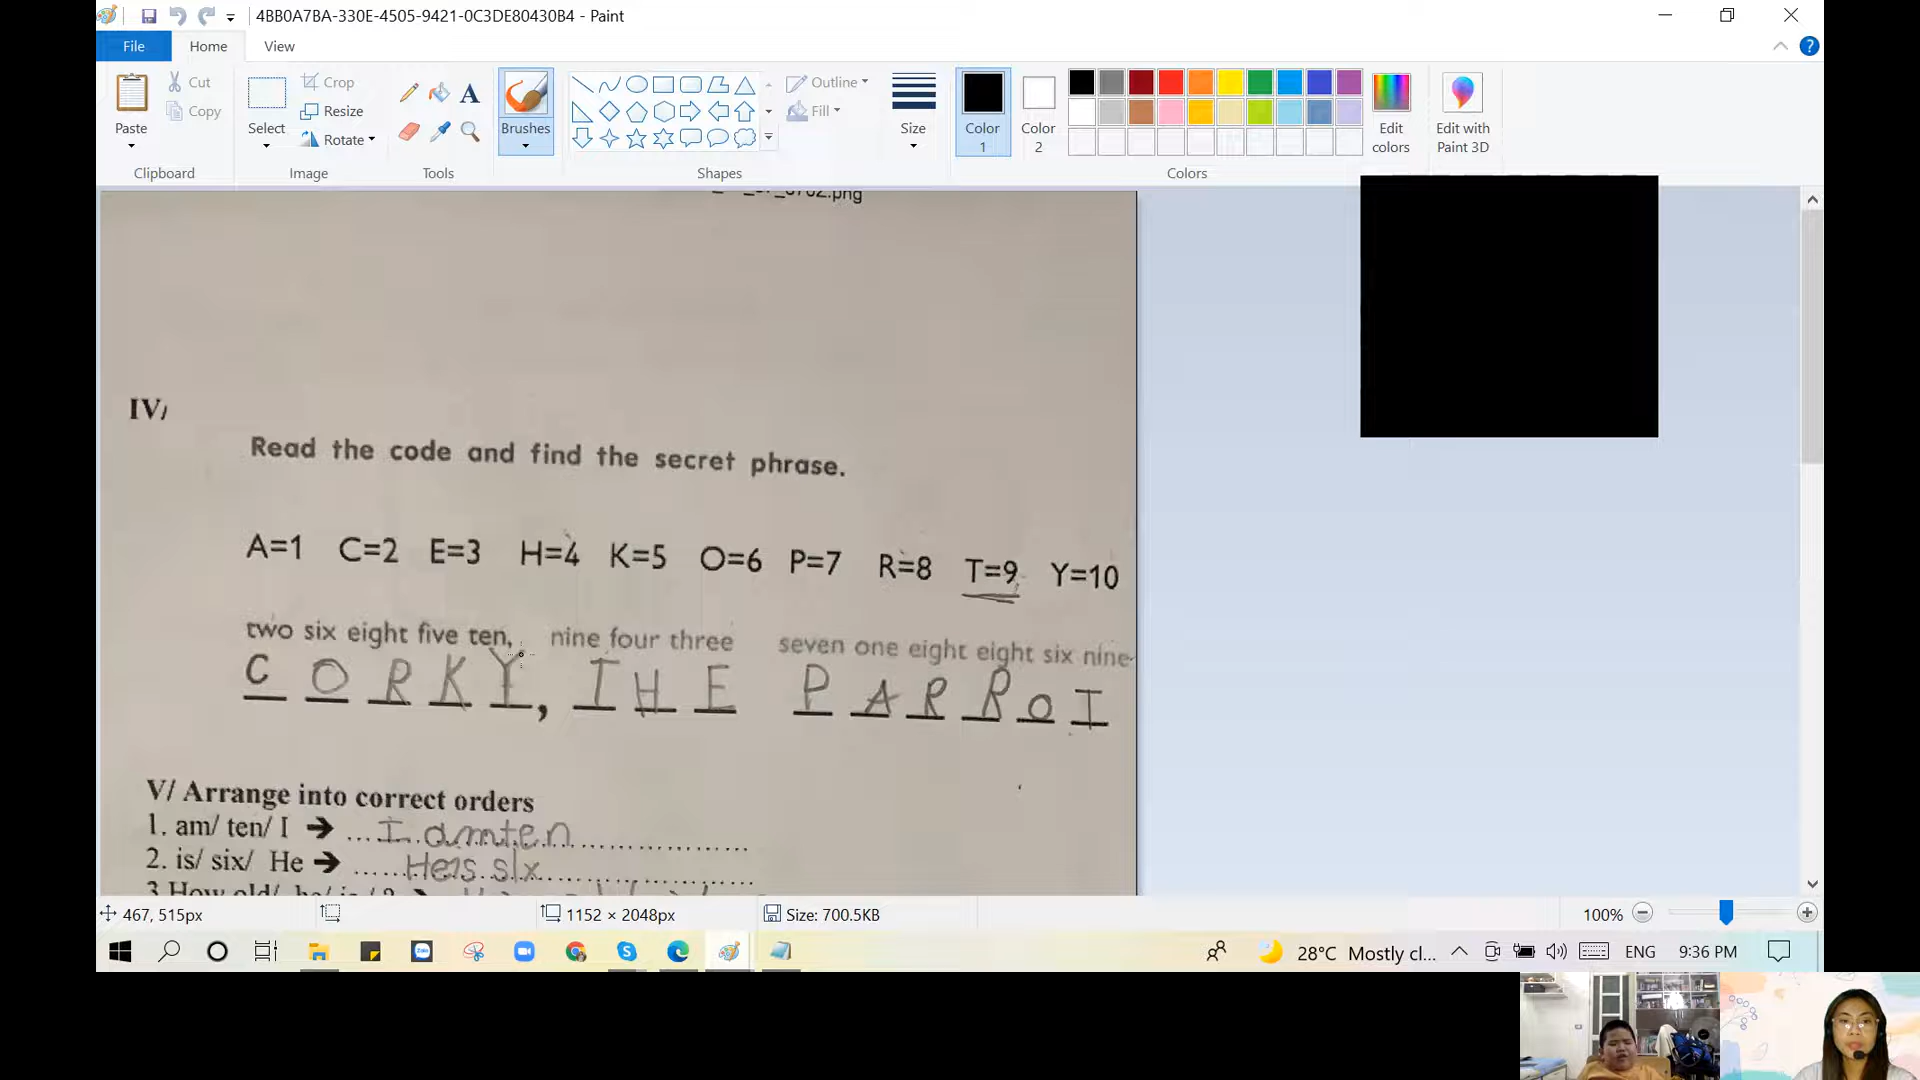 4BB0A7BA-330E-4505-9421-0C3DE80430B4 - Paint
File Home View
Paste Cut Copy Select Crop Resize Rotate Brushes Outline Fill Size Color 1 Color 2 Edit colors Edit with Paint 3D
Clipboard Image Tools Shapes Colors
IV/
Read the code and find the secret phrase.
A=1 C=2 E=3 H=4 K=5 O=6 P=7 R=8 T=9 Y=10
two six eight five ten, nine four three seven one eight eight six nine
C O R K Y, T H E P A R R O T
V/ Arrange into correct orders
1. am/ ten/ I ➔ ...I amten
2. is/ six/ He ➔ ....Heis six
467, 515px 1152 × 2048px Size: 700.5KB 100%
28°C Mostly cl... ENG 9:36 PM